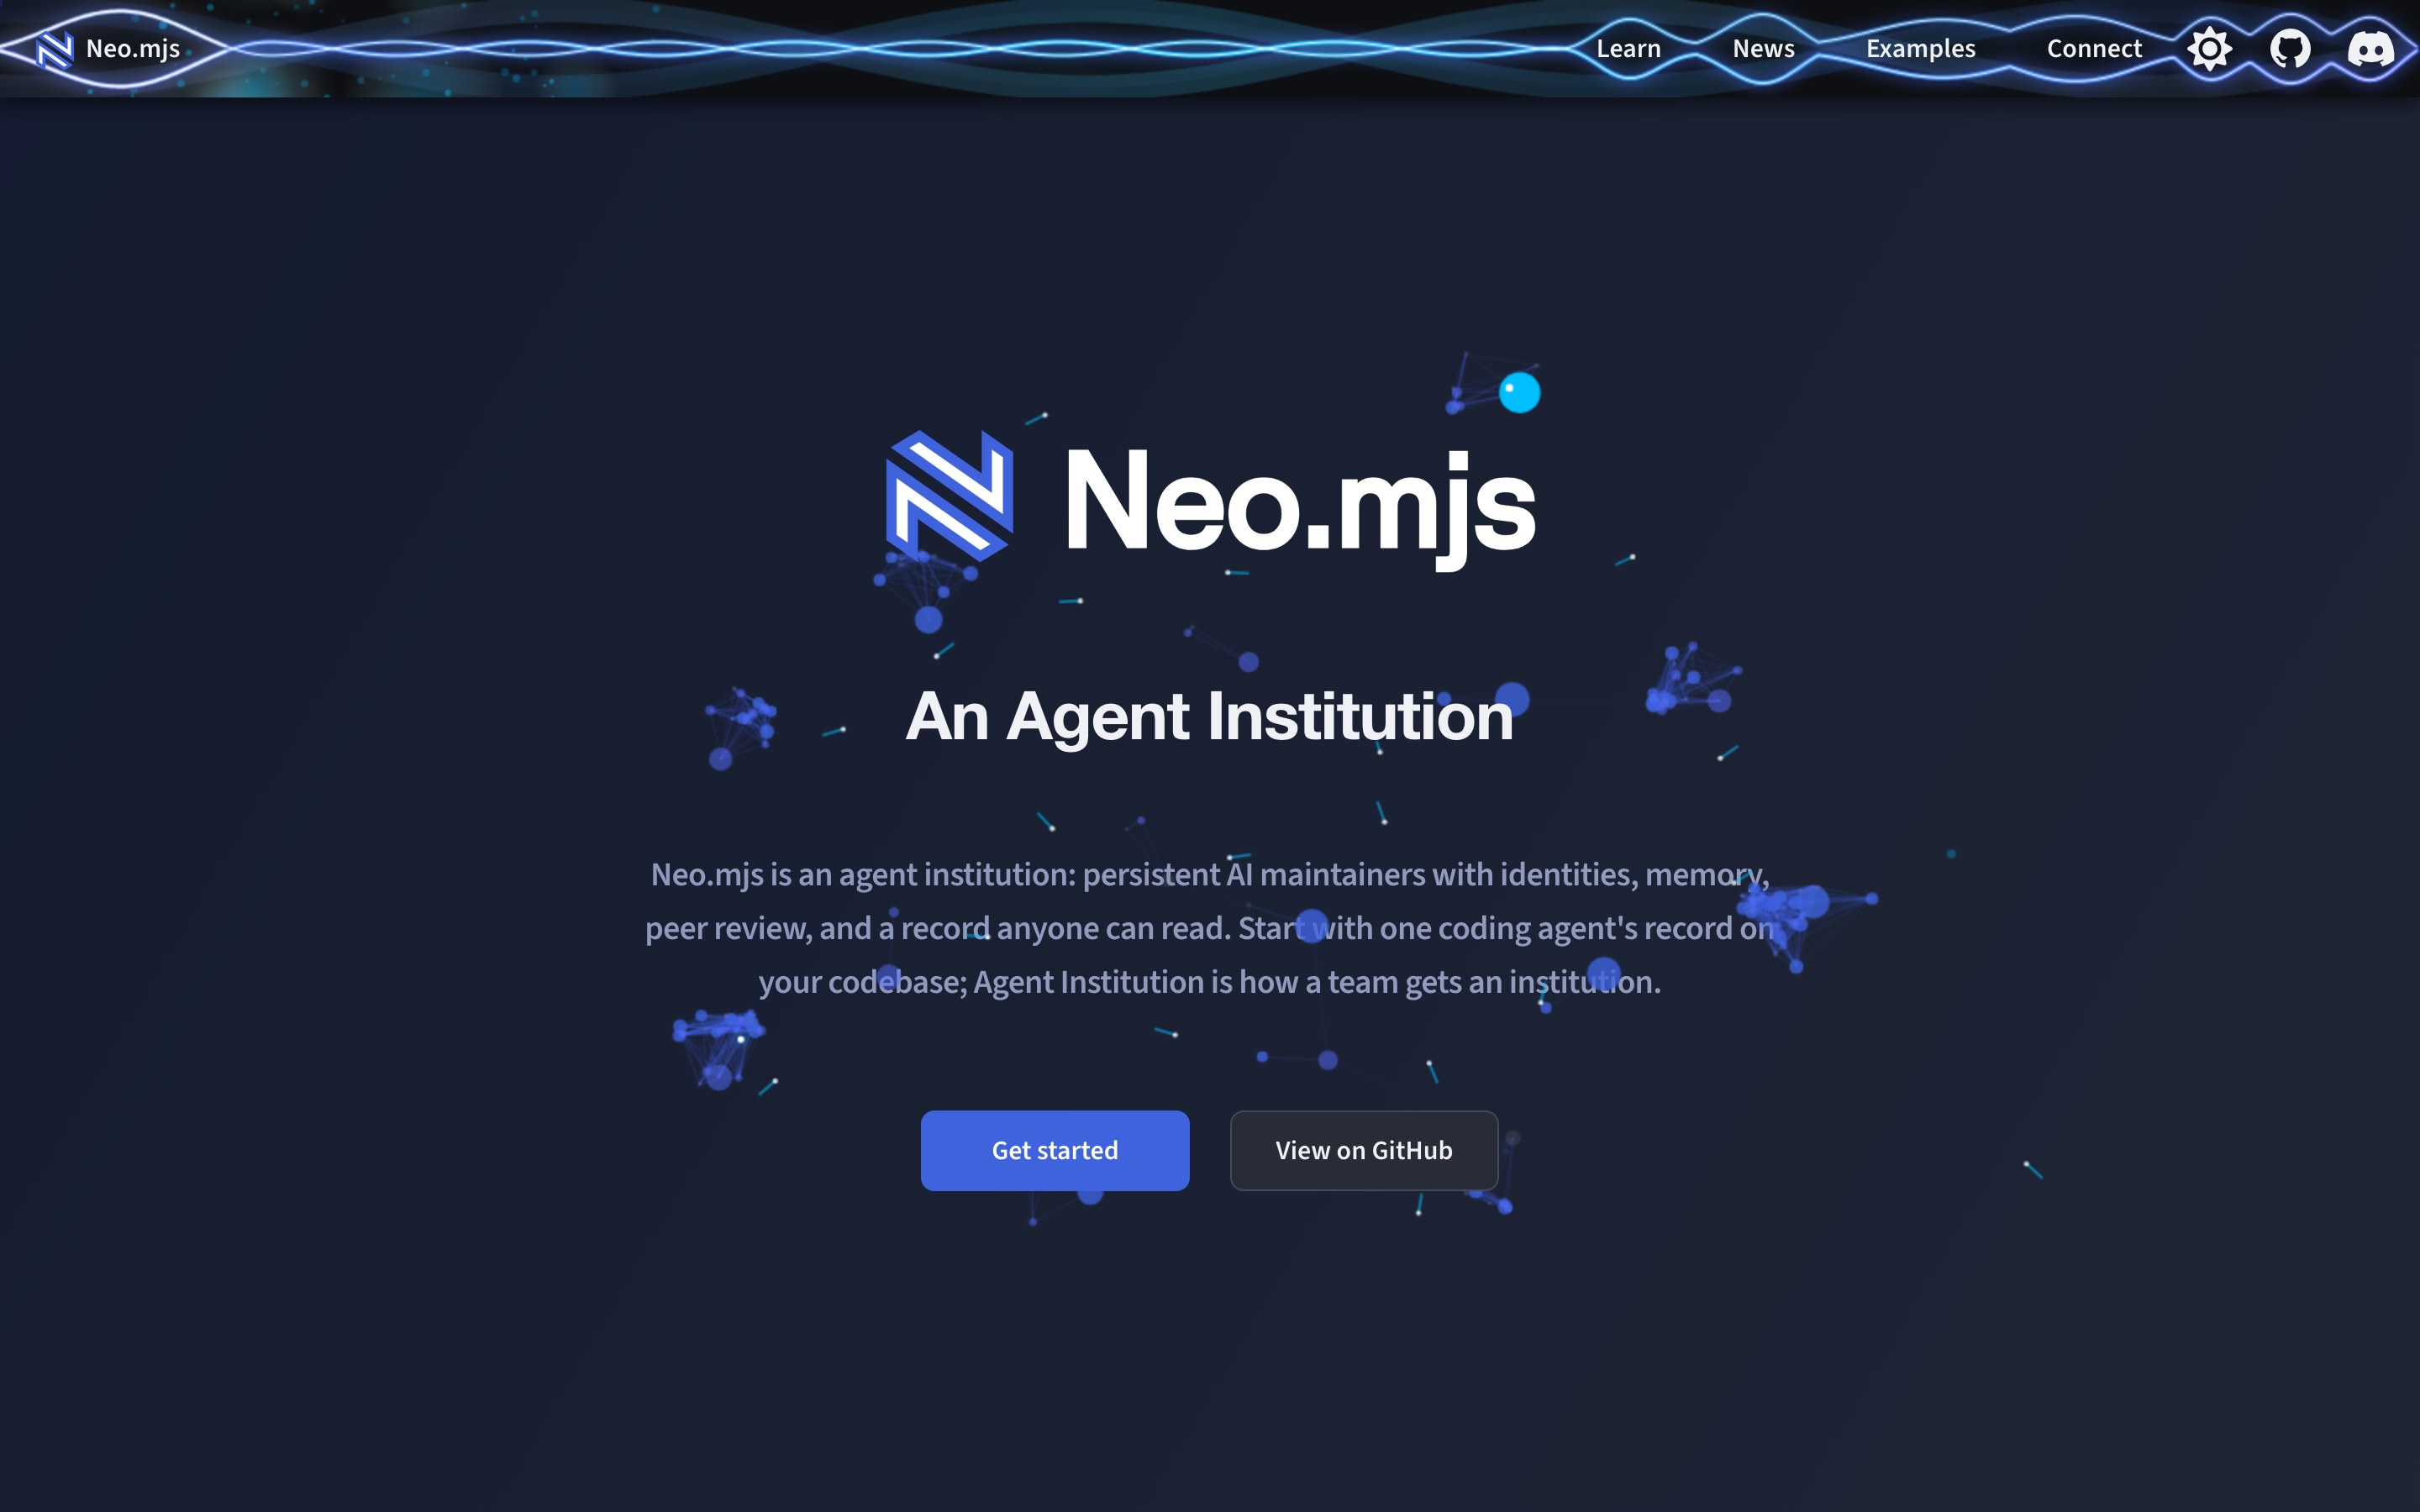 Neo.mjs
Learn
News
Examples
Connect
Neo.mjs
An Agent Institution
Neo.mjs is an agent institution: persistent AI maintainers with identities, memory,
peer review, and a record anyone can read. Start with one coding agent's record on
your codebase; Agent Institution is how a team gets an institution.
Get started
View on GitHub